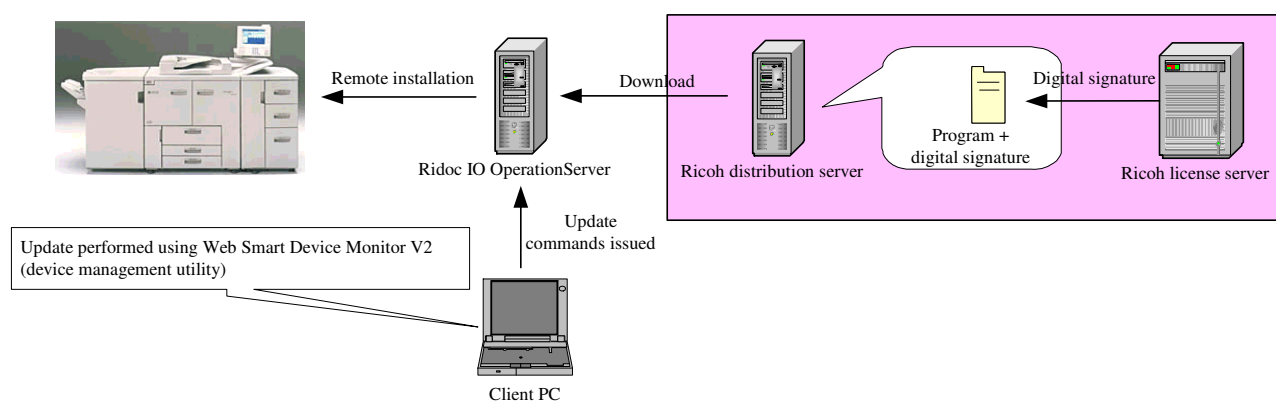 Remote installation
Download
Digital signature
Program +
digital signature
Ridoc IO OperationServer
Ricoh distribution server
Ricoh license server
Update
commands issued
Update performed using Web Smart Device Monitor V2
(device management utility)
Client PC